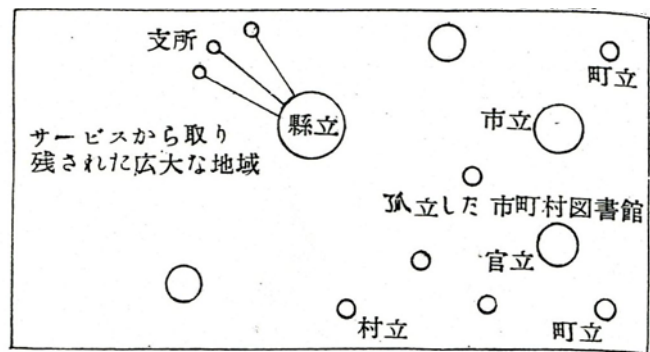 支所
町立
縣立
市立
サービスから取り
残された広大な地域
孤立した市町村図書館
官立
村立
町立